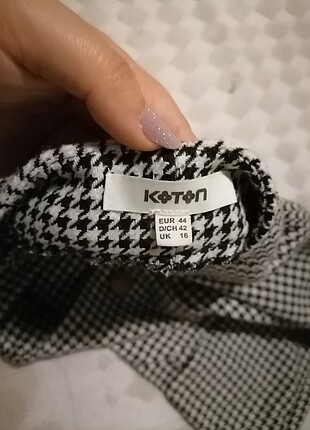 KOTON
EUR 44
D/CH 42
UK 16